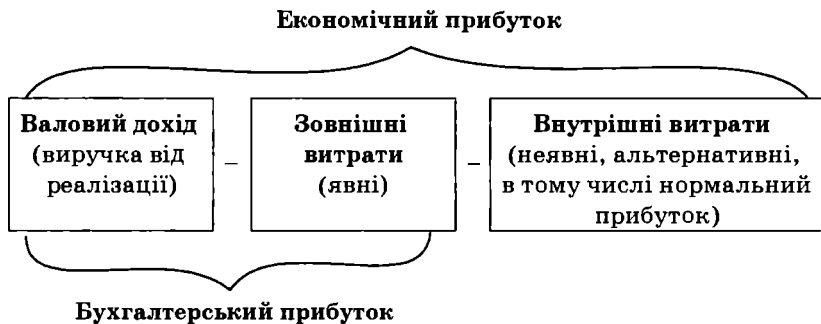 Економічний прибуток
Валовий дохід
(виручка від
реалізації)
–
Зовнішні
витрати
(явні)
–
Внутрішні витрати
(неявні, альтернативні,
в тому числі нормальний
прибуток)
Бухгалтерський прибуток